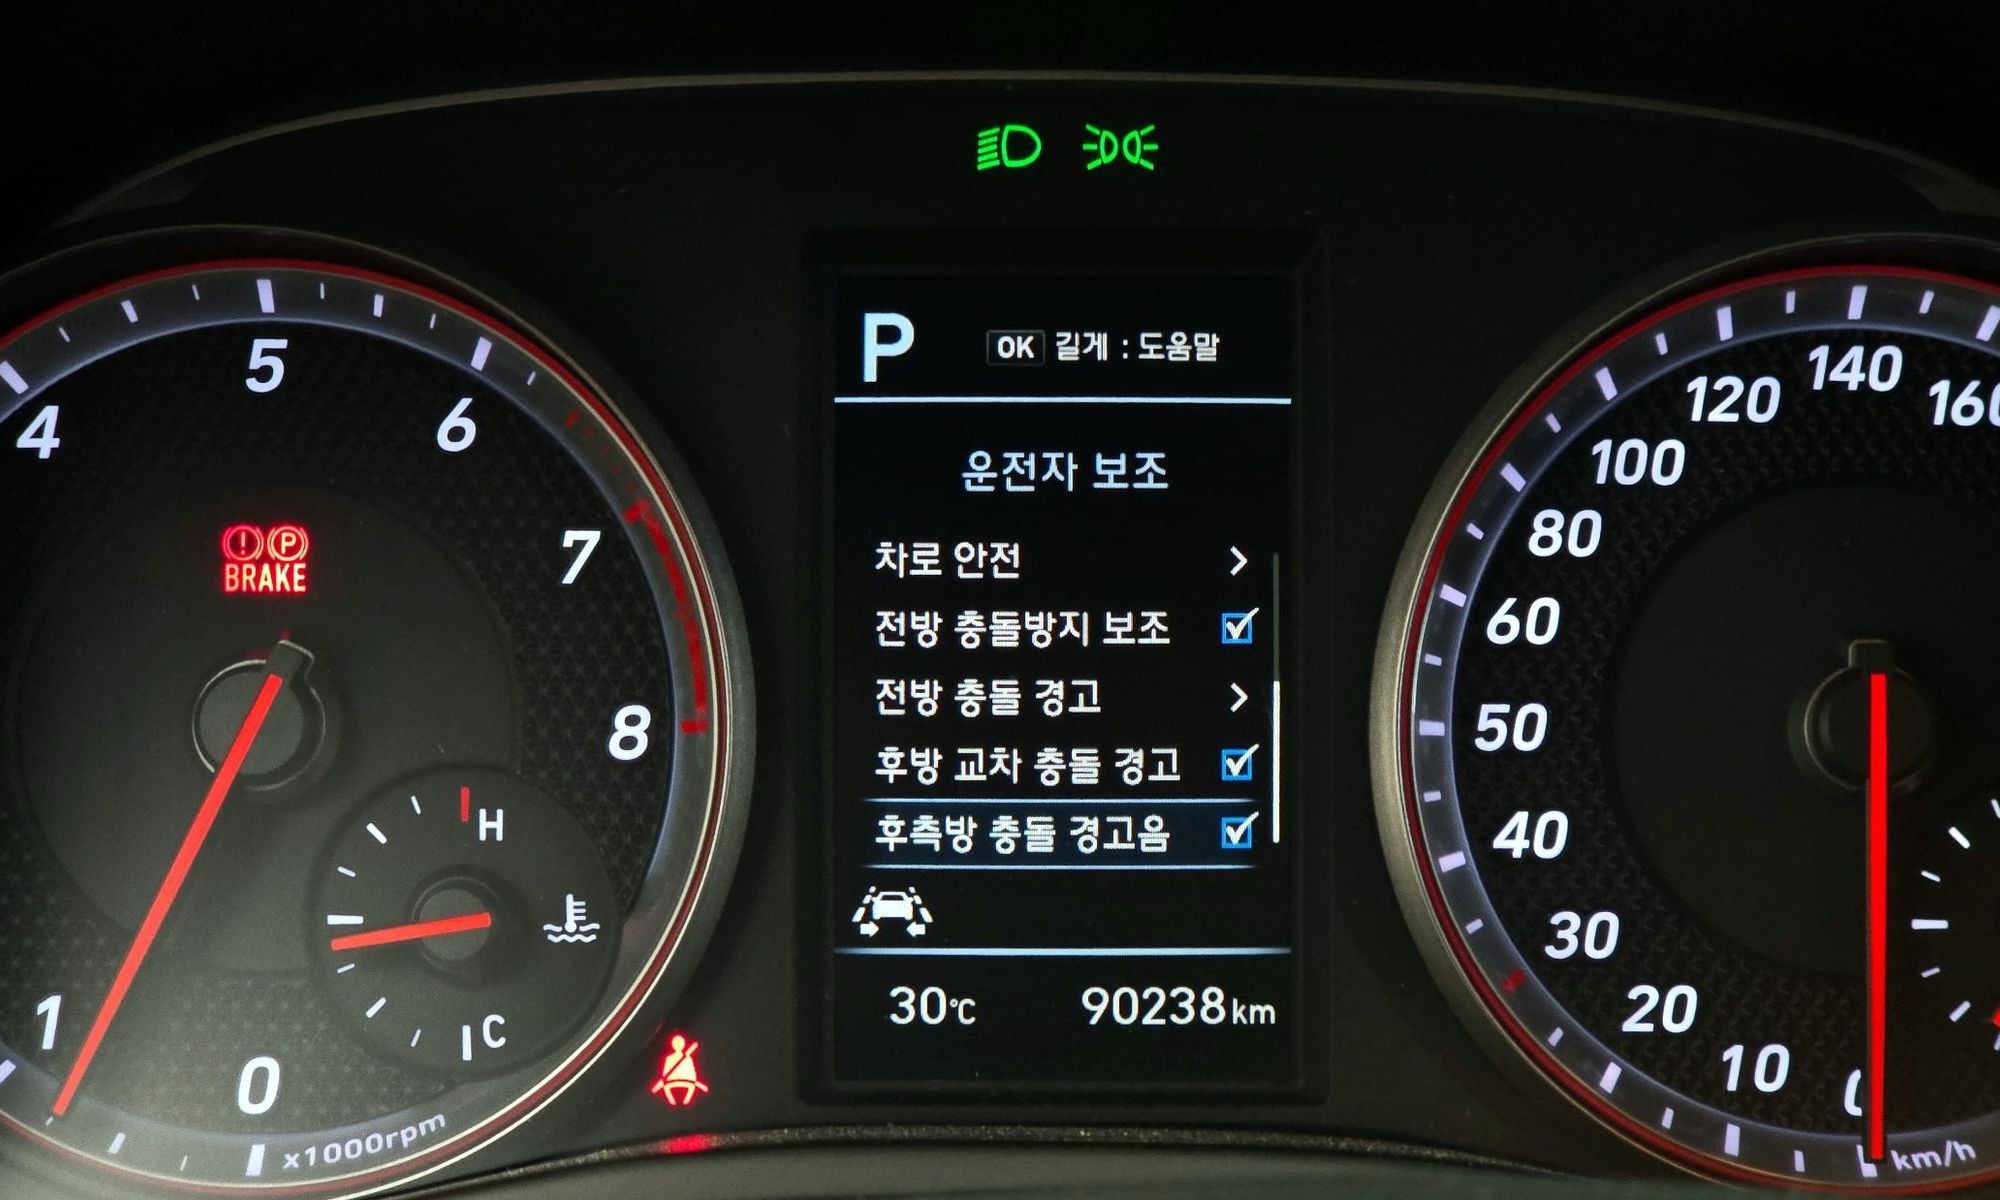 P
OK 길게 : 도움말
운전자 보조
차로 안전
전방 충돌방지 보조
전방 충돌 경고
후방 교차 충돌 경고
후측방 충돌 경고음
30℃ 90238km
0
1
4
5
6
7
8
x1000rpm
BRAKE
P
H
C
0
10
20
30
40
50
60
80
100
120
140
160
km/h